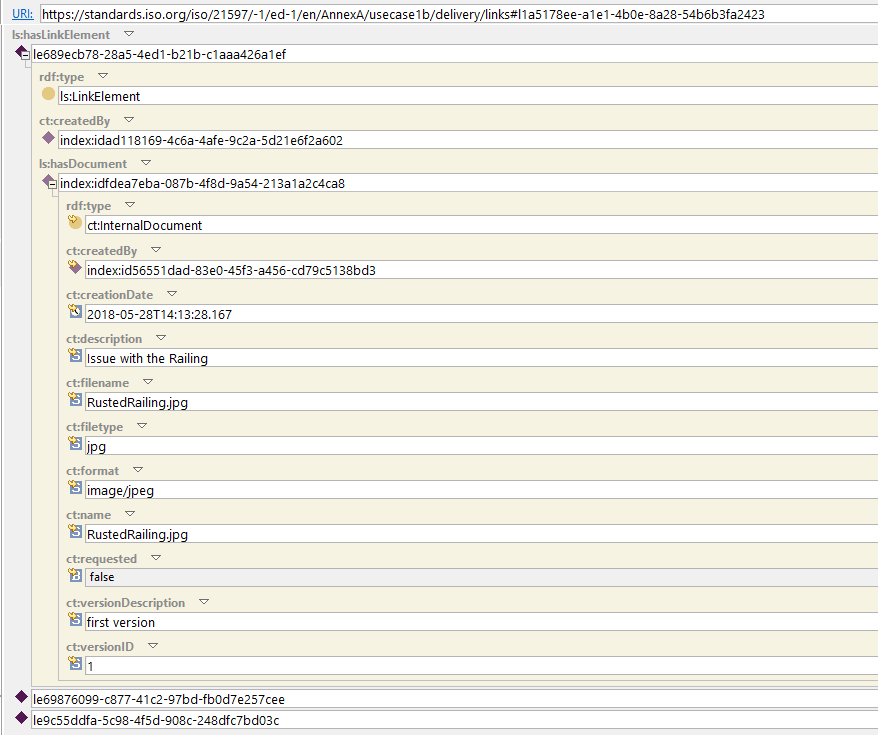 URI: https://standards.iso.org/iso/21597/-1/ed-1/en/AnnexA/usecase1b/delivery/links#l1a5178ee-a1e1-4b0e-8a28-54b6b3fa2423
ls:hasLinkElement
le689ecb78-28a5-4ed1-b21b-c1aaa426a1ef
rdf:type
ls:LinkElement
ct:createdBy
index:idad118169-4c6a-4afe-9c2a-5d21e6f2a602
ls:hasDocument
index:idfdea7eba-087b-4f8d-9a54-213a1a2c4ca8
rdf:type
ct:InternalDocument
ct:createdBy
index:id56551dad-83e0-45f3-a456-cd79c5138bd3
ct:creationDate
2018-05-28T14:13:28.167
ct:description
Issue with the Railing
ct:filename
RustedRailing.jpg
ct:filetype
jpg
ct:format
image/jpeg
ct:name
RustedRailing.jpg
ct:requested
false
ct:versionDescription
first version
ct:versionID
1
le69876099-c877-41c2-97bd-fb0d7e257cee
le9c55ddfa-5c98-4f5d-908c-248dfc7bd03c